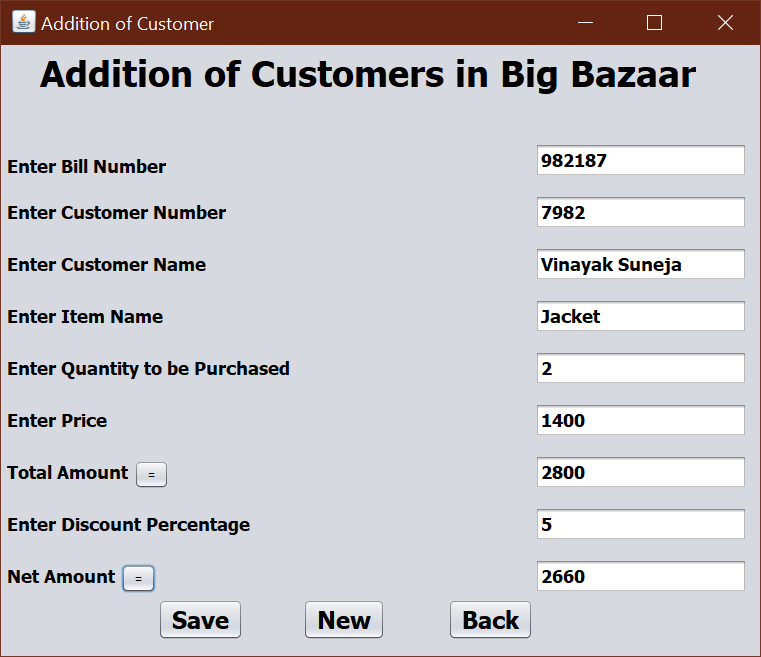 Addition of Customer
Addition of Customers in Big Bazaar
Enter Bill Number 982187
Enter Customer Number 7982
Enter Customer Name Vinayak Suneja
Enter Item Name Jacket
Enter Quantity to be Purchased 2
Enter Price 1400
Total Amount = 2800
Enter Discount Percentage 5
Net Amount = 2660
Save New Back